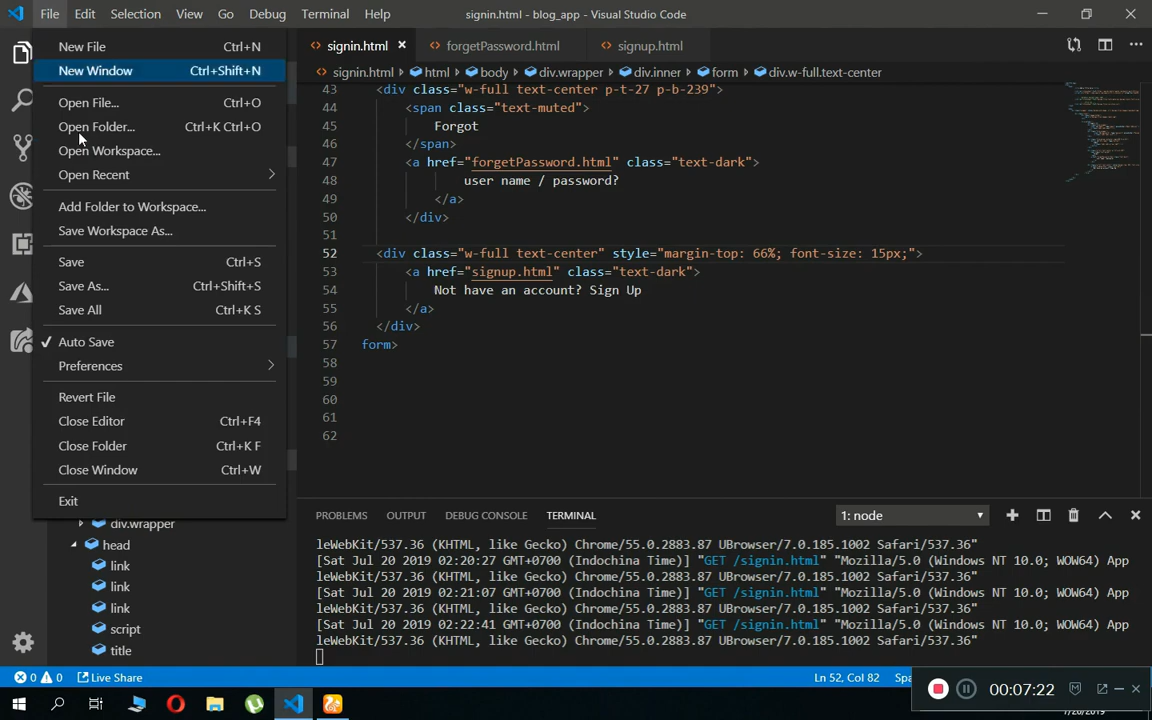 File Edit Selection View Go Debug Terminal Help signin.html - blog_app - Visual Studio Code
New File Ctrl+N
New Window Ctrl+Shift+N
Open File... Ctrl+O
Open Folder... Ctrl+K Ctrl+O
Open Workspace...
Open Recent
Add Folder to Workspace...
Save Workspace As...
Save Ctrl+S
Save As... Ctrl+Shift+S
Save All Ctrl+K S
Auto Save
Preferences
Revert File
Close Editor Ctrl+F4
Close Folder Ctrl+K F
Close Window Ctrl+W
Exit
div.wrapper
head
link
link
link
script
title
signin.html forgetPassword.html signup.html
signin.html html body div.wrapper div.inner form div.w-full.text-center
43 <div class="w-full text-center p-t-27 p-b-239">
44 <span class="text-muted">
45 Forgot
46 </span>
47 <a href="forgetPassword.html" class="text-dark">
48 user name / password?
49 </a>
50 </div>
51
52 <div class="w-full text-center" style="margin-top: 66%; font-size: 15px;">
53 <a href="signup.html" class="text-dark">
54 Not have an account? Sign Up
55 </a>
56 </div>
57 form>
58
59
60
61
62
PROBLEMS OUTPUT DEBUG CONSOLE TERMINAL 1: node
leWebKit/537.36 (KHTML, like Gecko) Chrome/55.0.2883.87 UBrowser/7.0.185.1002 Safari/537.36"
[Sat Jul 20 2019 02:20:27 GMT+0700 (Indochina Time)] "GET /signin.html" "Mozilla/5.0 (Windows NT 10.0; WOW64) App
leWebKit/537.36 (KHTML, like Gecko) Chrome/55.0.2883.87 UBrowser/7.0.185.1002 Safari/537.36"
[Sat Jul 20 2019 02:21:07 GMT+0700 (Indochina Time)] "GET /signin.html" "Mozilla/5.0 (Windows NT 10.0; WOW64) App
leWebKit/537.36 (KHTML, like Gecko) Chrome/55.0.2883.87 UBrowser/7.0.185.1002 Safari/537.36"
[Sat Jul 20 2019 02:22:41 GMT+0700 (Indochina Time)] "GET /signin.html" "Mozilla/5.0 (Windows NT 10.0; WOW64) App
leWebKit/537.36 (KHTML, like Gecko) Chrome/55.0.2883.87 UBrowser/7.0.185.1002 Safari/537.36"
0 0 Live Share Ln 52, Col 82
00:07:22